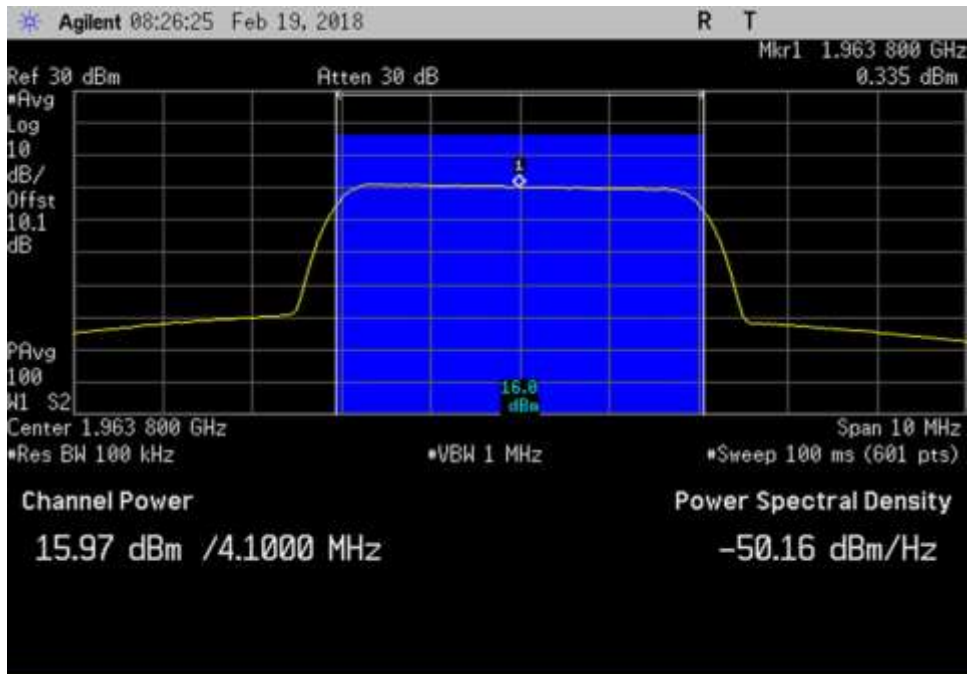 Agilent 08:26:25 Feb 19, 2018 R T
Mkr1 1.963 800 GHz
Ref 30 dBm Atten 30 dB 0.335 dBm
#Avg
Log
10
dB/
Offset
10.1
dB
1
PAvg
100
W1 S2
16.0
dBm
Center 1.963 800 GHz Span 10 MHz
#Res BW 100 kHz #VBW 1 MHz #Sweep 100 ms (601 pts)
Channel Power Power Spectral Density
15.97 dBm /4.1000 MHz -50.16 dBm/Hz